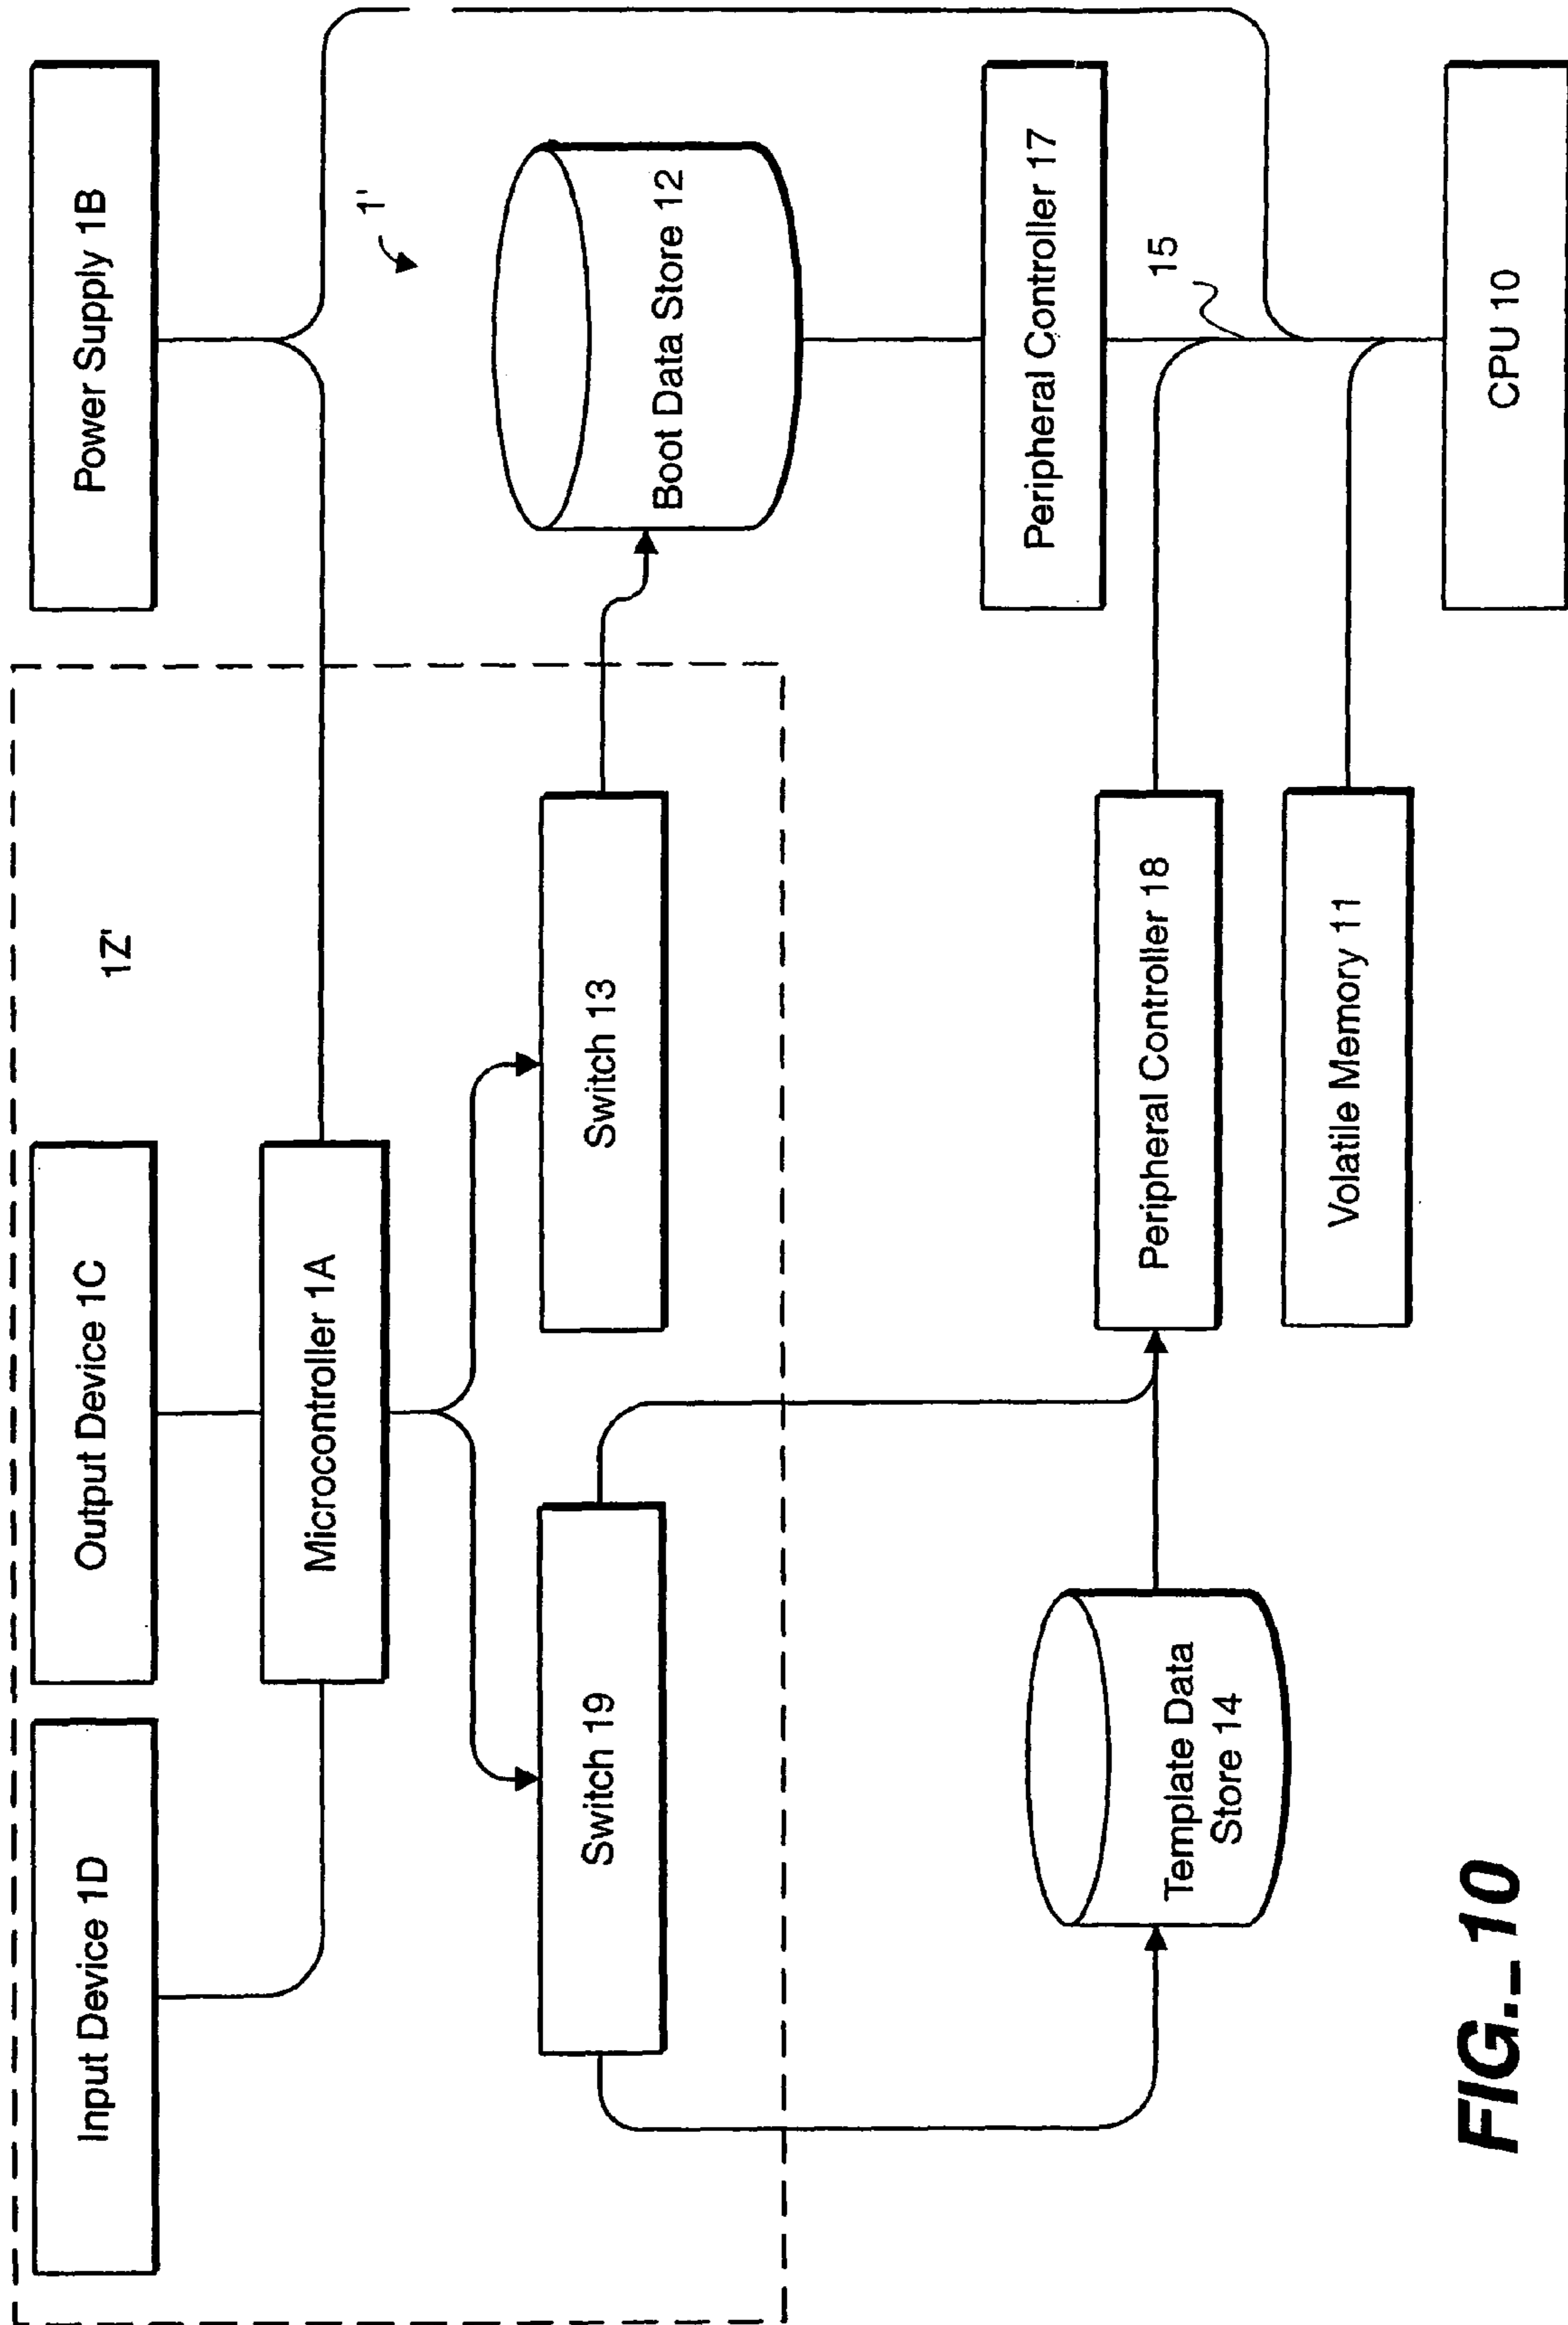 Input Device 1D
Output Device 1C
Power Supply 1B
1Z'
Microcontroller 1A
1'
Switch 19
Switch 13
Boot Data Store 12
Template Data
Store 14
Peripheral Controller 18
Peripheral Controller 17
15
Volatile Memory 11
CPU 10
FIG._10